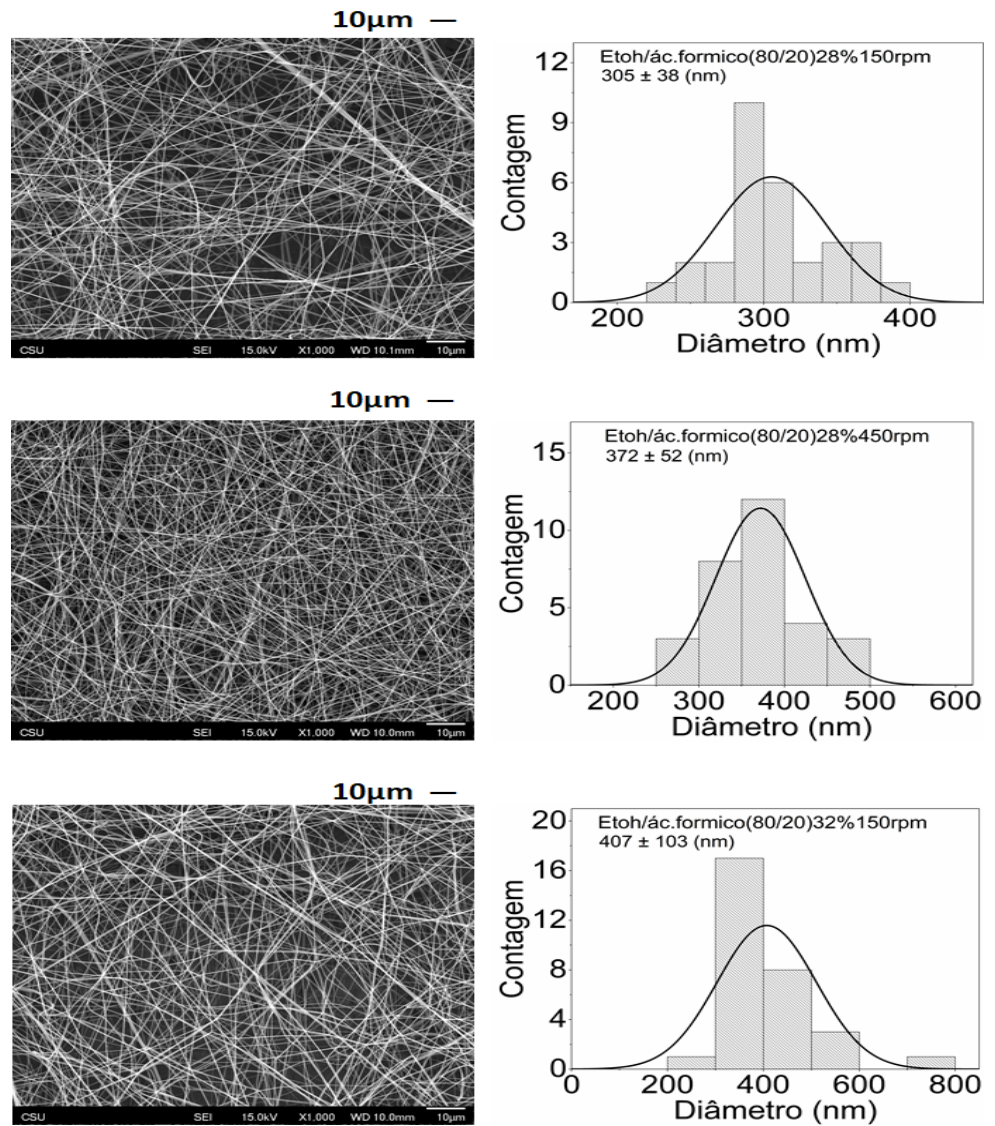 10µm
Etoh/ác.formico(80/20)28%150rpm
305 ± 38 (nm)
Contagem
12
9
6
3
0
200 300 400
Diâmetro (nm)
CSU SEI 15.0kV X1,000 WD 10.1mm 10µm
10µm
Etoh/ác.formico(80/20)28%450rpm
372 ± 52 (nm)
Contagem
15
10
5
0
200 300 400 500 600
Diâmetro (nm)
CSU SEI 15.0kV X1,000 WD 10.0mm 10µm
10µm
Etoh/ác.formico(80/20)32%150rpm
407 ± 103 (nm)
Contagem
20
16
12
8
4
0
0 200 400 600 800
Diâmetro (nm)
CSU SEI 15.0kV X1,000 WD 10.0mm 10µm